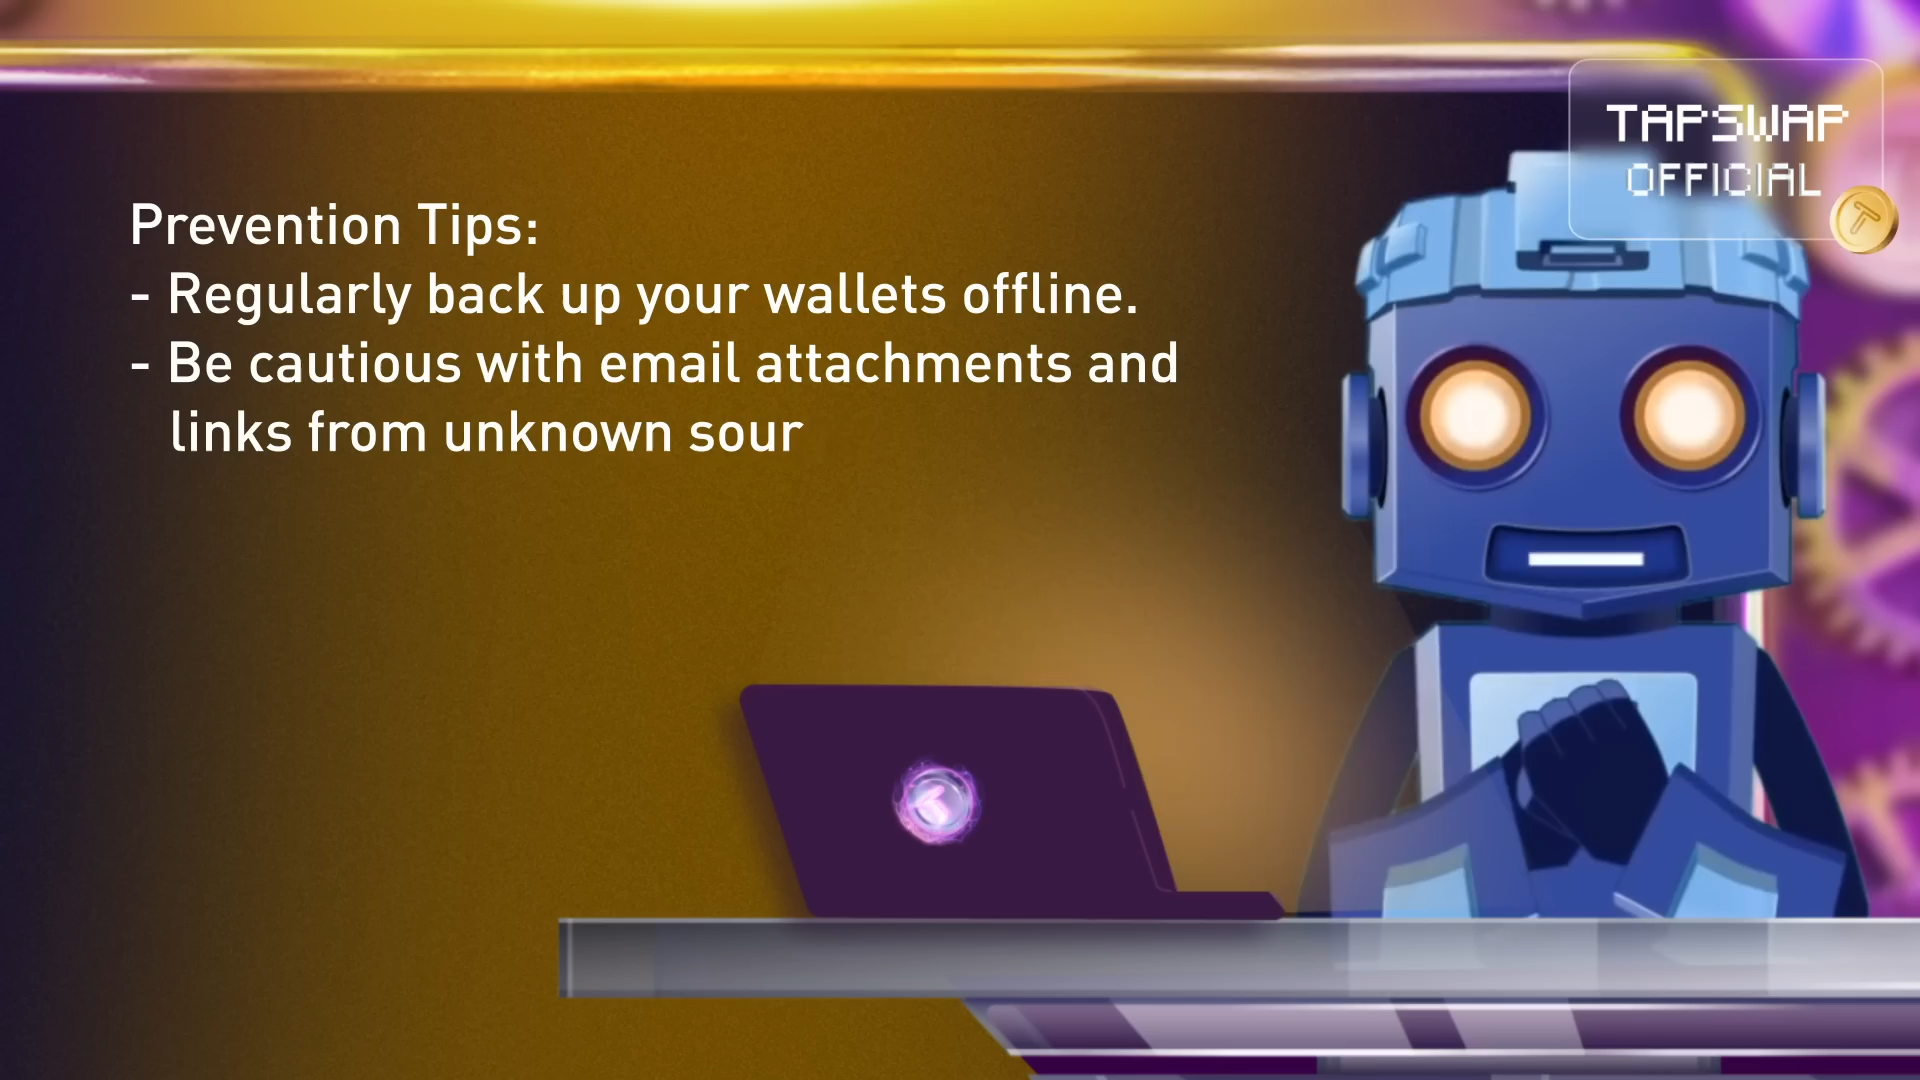 TAPSWAP
OFFICIAL
Prevention Tips:
- Regularly back up your wallets offline.
- Be cautious with email attachments and
links from unknown sour